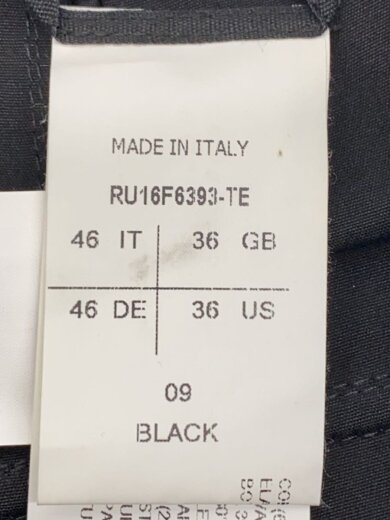 MADE IN ITALY
RU16F6393-TE
46 IT 36 GB
46 DE 36 US
09
BLACK